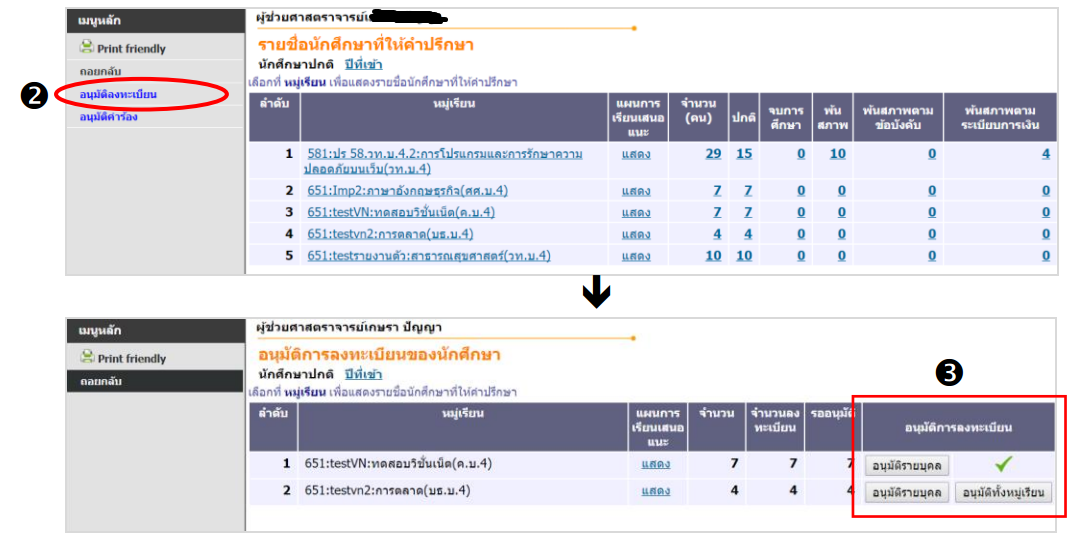 เมนูหลัก
Print friendly
ถอยกลับ
❷ อนุมัติลงทะเบียน
อนุมัติคำร้อง
ผู้ช่วยศาสตราจารย์
รายชื่อนักศึกษาที่ให้คำปรึกษา
นักศึกษาปกติ ปีที่เข้า
เลือกที่ หมู่เรียน เพื่อแสดงรายชื่อนักศึกษาที่ให้คำปรึกษา
ลำดับ หมู่เรียน แผนการเรียนเสนอแนะ จำนวน (คน) ปกติ จบการศึกษา พ้นสภาพ พ้นสภาพตามข้อบังคับ พ้นสภาพตามระเบียบการเงิน
1 581:ปร 58.วท.บ.4.2:การโปรแกรมและการรักษาความปลอดภัยบนเว็บ(วท.บ.4) แสดง 29 15 0 10 0 4
2 651:Imp2:ภาษาอังกฤษธุรกิจ(ศศ.บ.4) แสดง 7 7 0 0 0 0
3 651:testVN:ทดสอบวิชั่นเน็ต(ค.บ.4) แสดง 7 7 0 0 0 0
4 651:testvn2:การตลาด(บธ.บ.4) แสดง 4 4 0 0 0 0
5 651:testรายงานตัว:สาธารณสุขศาสตร์(วท.บ.4) แสดง 10 10 0 0 0 0
เมนูหลัก
Print friendly
ถอยกลับ
ผู้ช่วยศาสตราจารย์เกษรา ปัญญา
อนุมัติการลงทะเบียนของนักศึกษา
นักศึกษาปกติ ปีที่เข้า
เลือกที่ หมู่เรียน เพื่อแสดงรายชื่อนักศึกษาที่ให้คำปรึกษา
❸
ลำดับ หมู่เรียน แผนการเรียนเสนอแนะ จำนวน จำนวนลงทะเบียน รออนุมัติ อนุมัติการลงทะเบียน
1 651:testVN:ทดสอบวิชั่นเน็ต(ค.บ.4) แสดง 7 7 7 อนุมัติรายบุคล
2 651:testvn2:การตลาด(บธ.บ.4) แสดง 4 4 4 อนุมัติรายบุคล อนุมัติทั้งหมู่เรียน